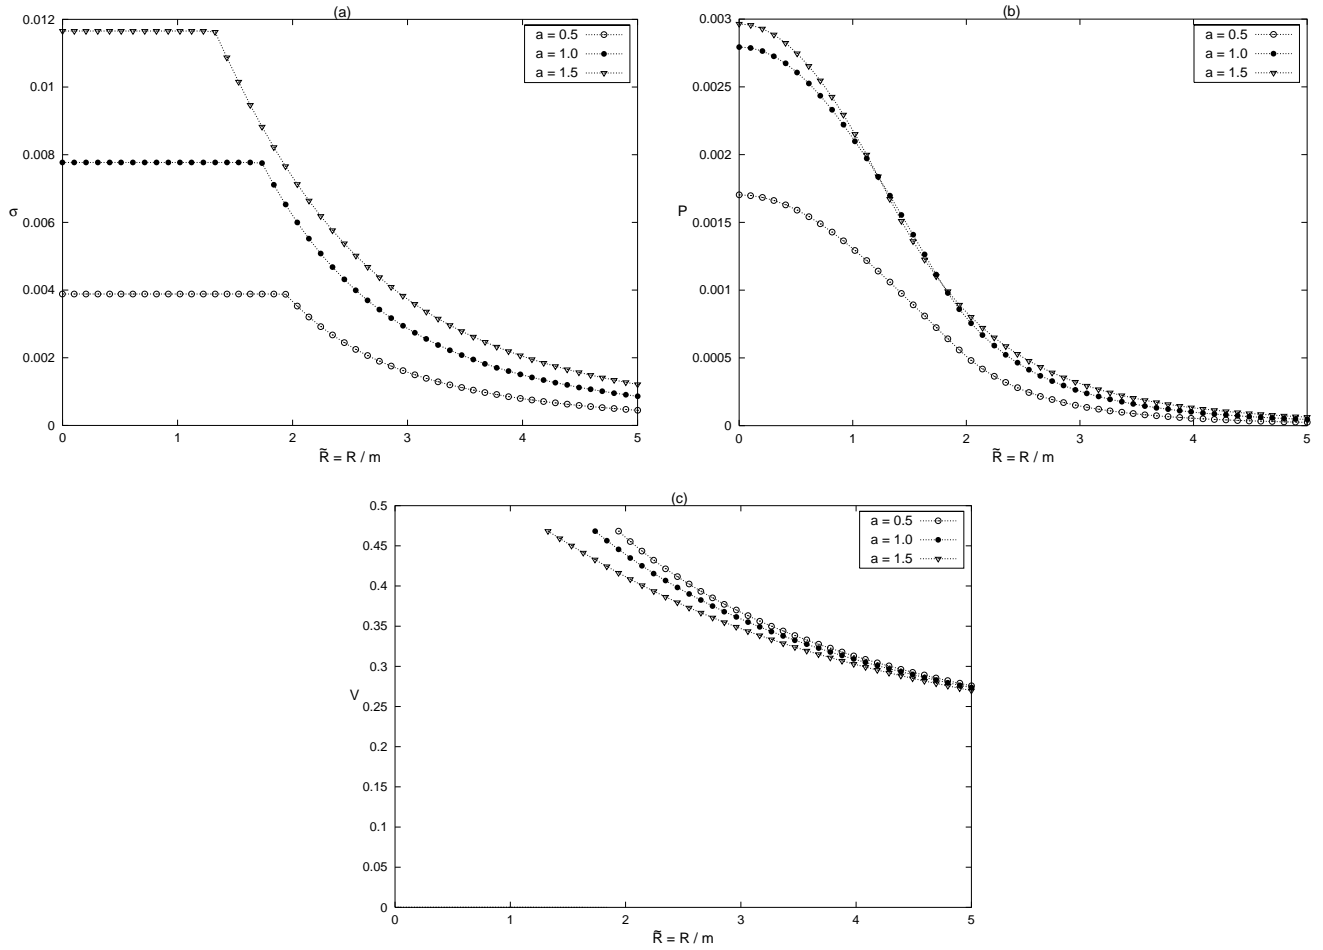 (a)
0.012
0.01
0.008
0.006
0.004
0.002
0
σ
0 1 2 3 4 5
R̃ = R / m
a = 0.5
a = 1.0
a = 1.5
(b)
0.003
0.0025
0.002
0.0015
0.001
0.0005
0
P
0 1 2 3 4 5
R̃ = R / m
a = 0.5
a = 1.0
a = 1.5
(c)
0.5
0.45
0.4
0.35
0.3
0.25
0.2
0.15
0.1
0.05
0
V
0 1 2 3 4 5
R̃ = R / m
a = 0.5
a = 1.0
a = 1.5